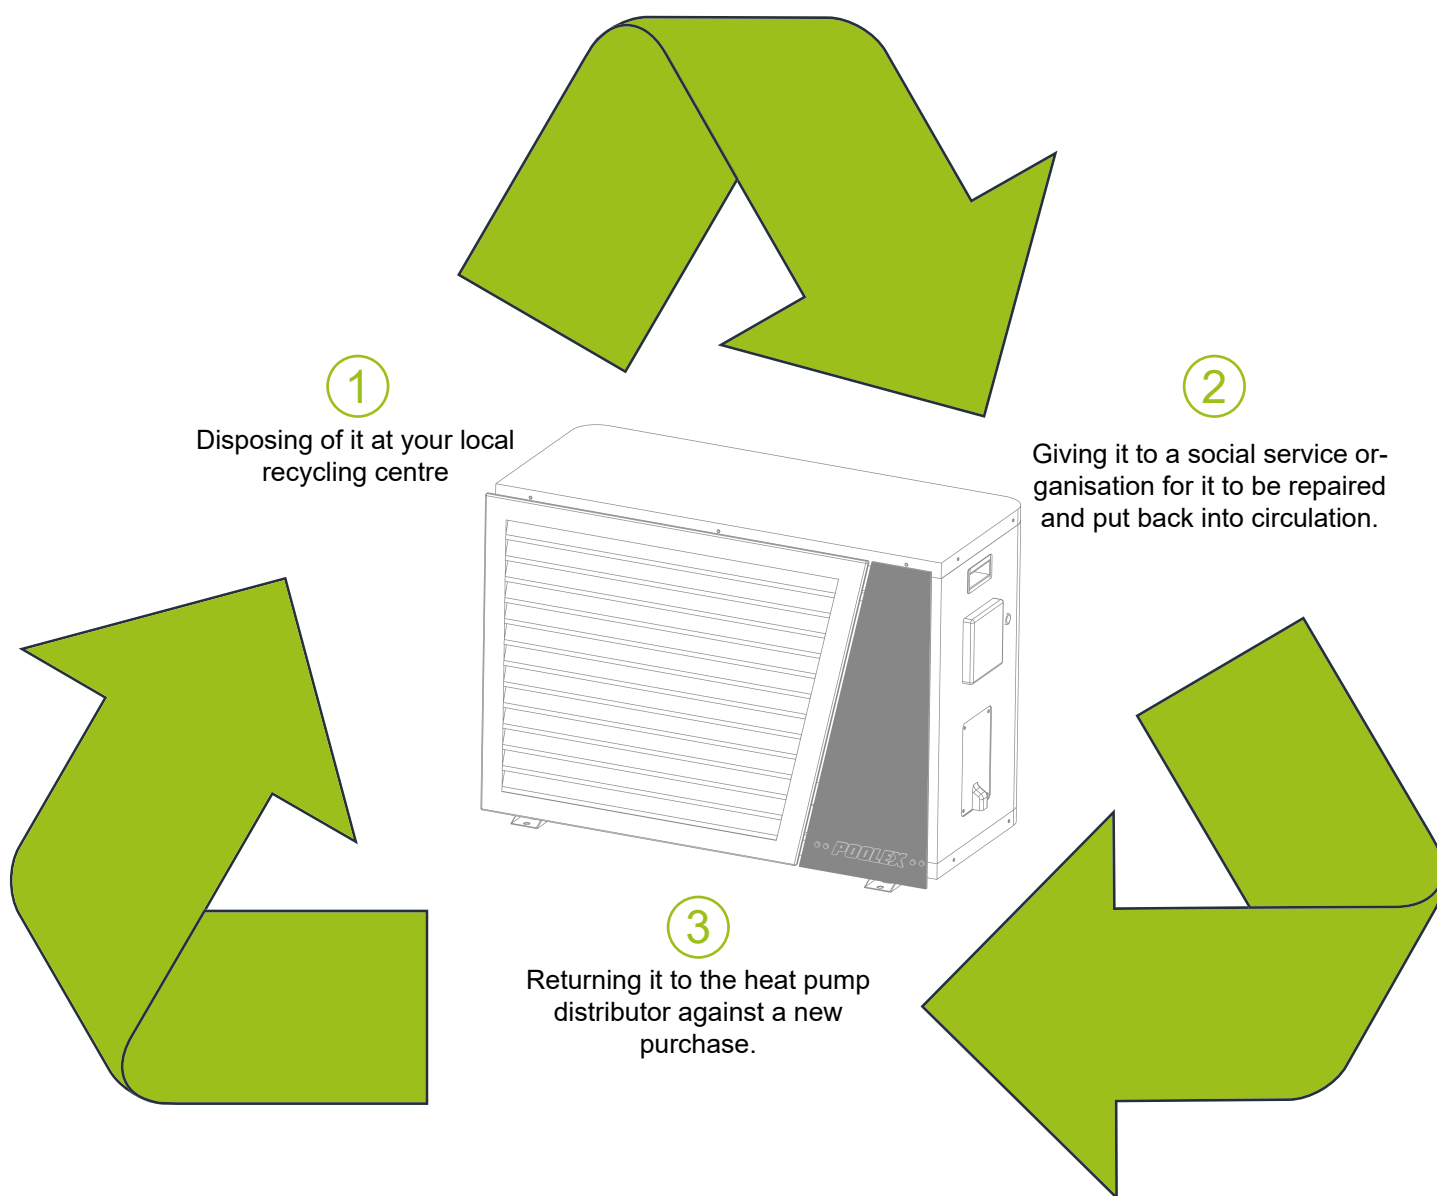 1
Disposing of it at your local
recycling centre
2
Giving it to a social service or-
ganisation for it to be repaired
and put back into circulation.
POOLEX
3
Returning it to the heat pump
distributor against a new
purchase.